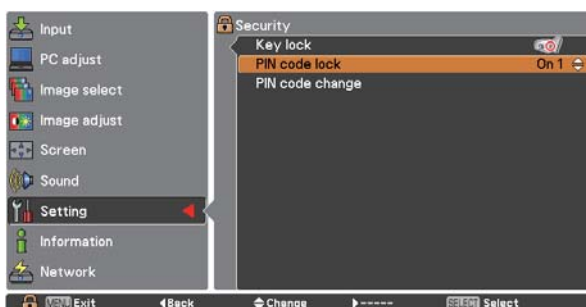 Input
PC adjust
Image select
Image adjust
Screen
Sound
Setting
Information
Network
Security
Key lock
PIN code lock On 1
PIN code change
MENU Exit Back Change ----- SELECT Select